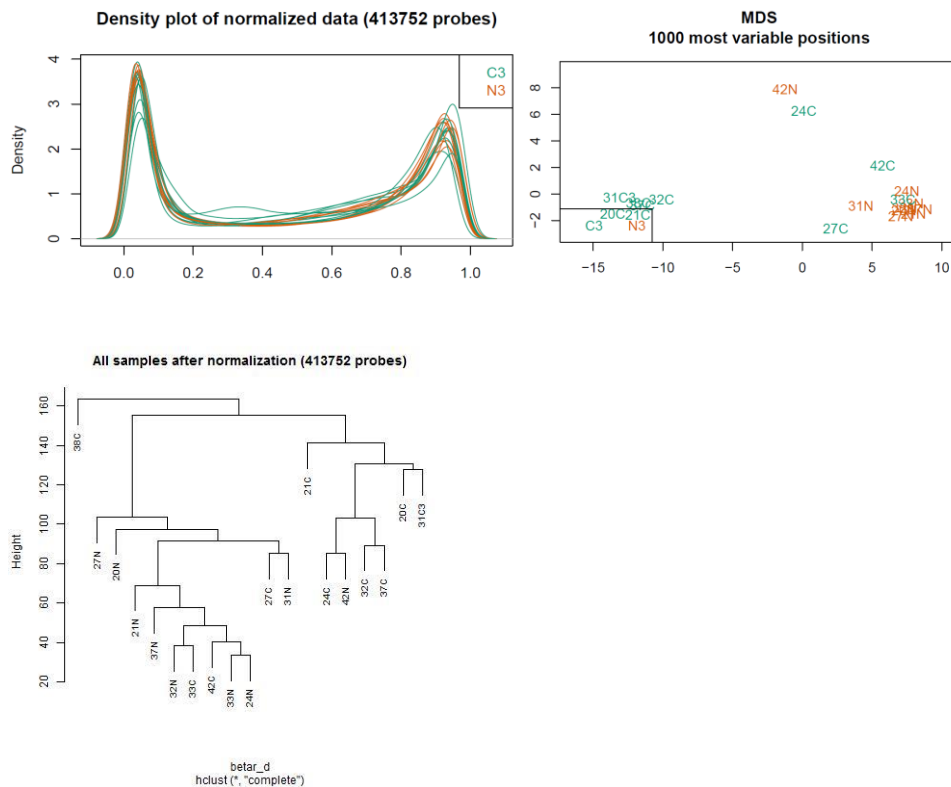 Density plot of normalized data (413752 probes)
Density
4
3
2
1
0
0.0 0.2 0.4 0.6 0.8 1.0
C3
N3
MDS
1000 most variable positions
8
6
4
2
0
−2
42N
24C
42C
24N
31N
27C
31C3
32C
20C
21C
C3
N3
−15 −10 −5 0 5 10
All samples after normalization (413752 probes)
Height
160
140
120
100
80
60
40
20
38C
27N
20N
21N
37N
32N
33C
42C
33N
24N
27C
31N
21C
24C
42N
32C
37C
20C
31C3
betar_d
hclust (*, "complete")